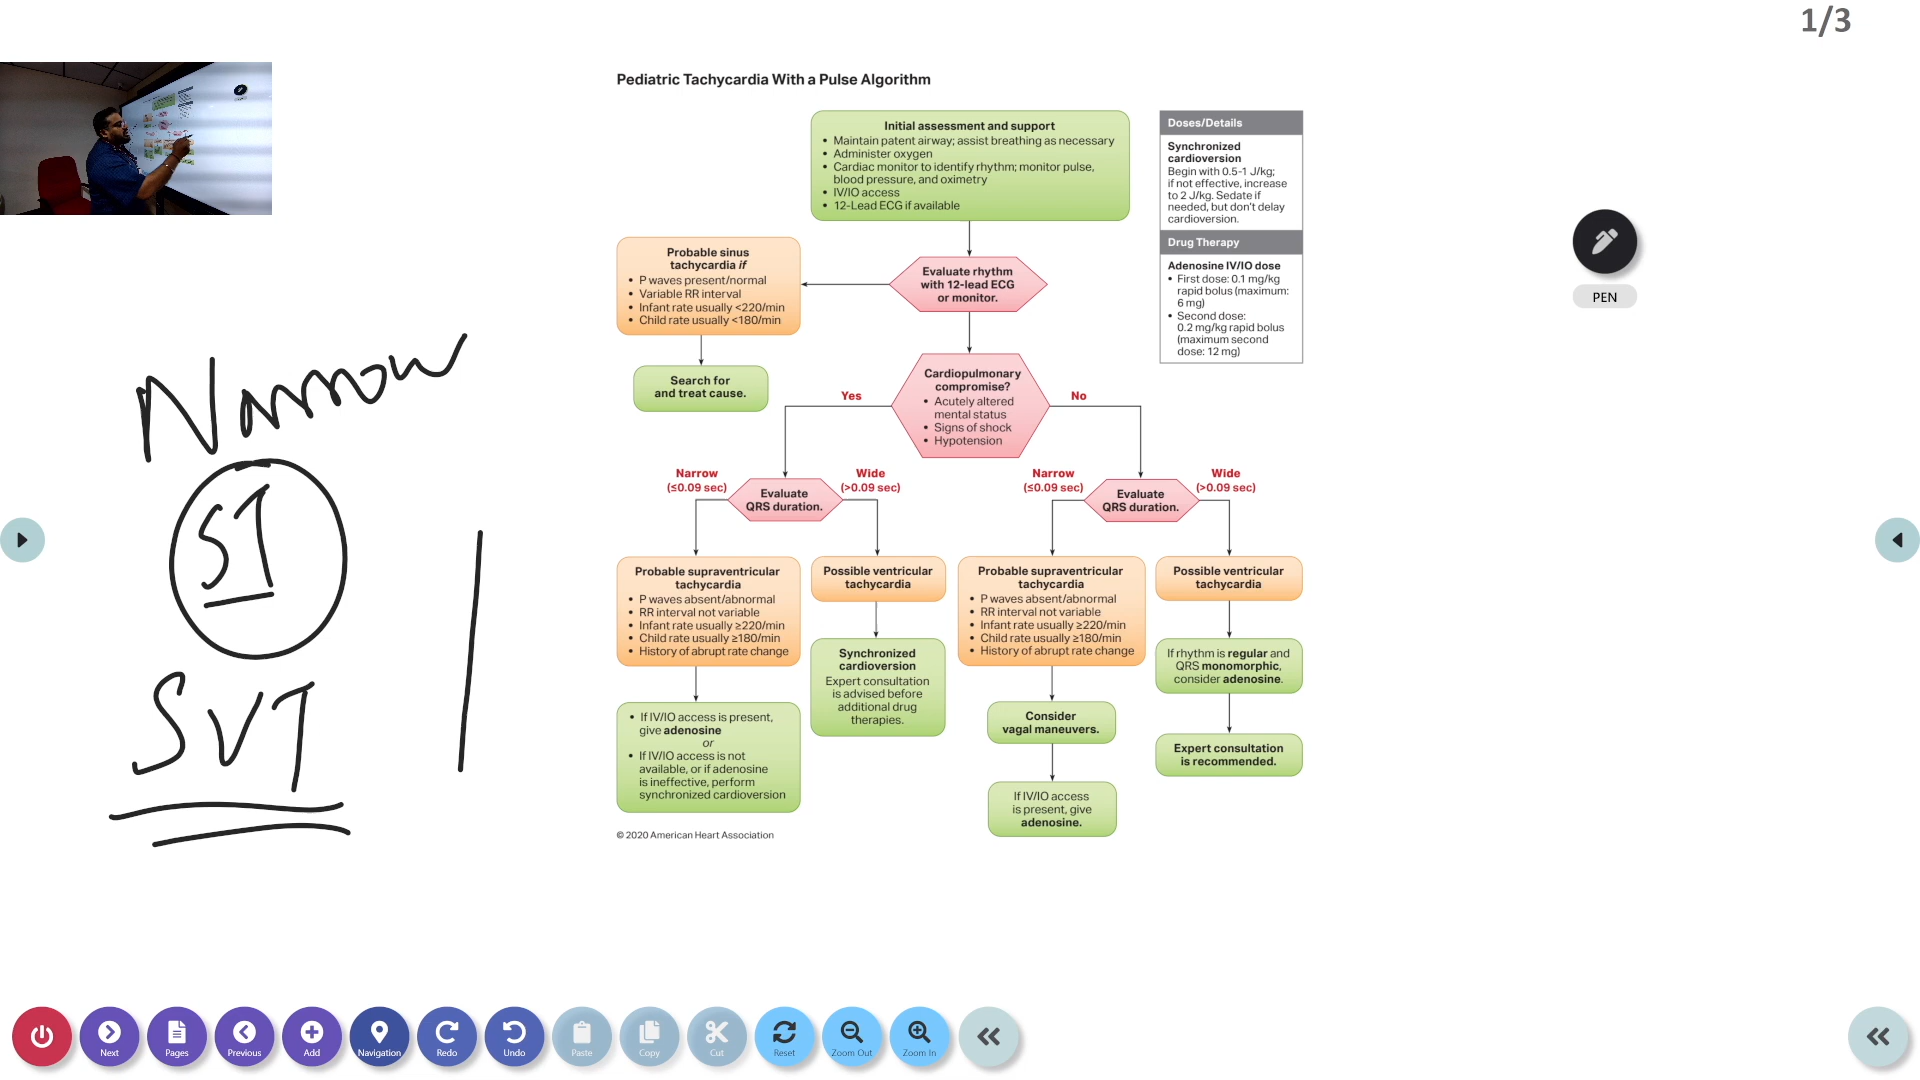 1/3
Pediatric Tachycardia With a Pulse Algorithm
Initial assessment and support
• Maintain patent airway; assist breathing as necessary
• Administer oxygen
• Cardiac monitor to identify rhythm; monitor pulse,
blood pressure, and oximetry
• IV/IO access
• 12-Lead ECG if available
Doses/Details
Synchronized
cardioversion
Begin with 0.5-1 J/kg;
if not effective, increase
to 2 J/kg. Sedate if
needed, but don't delay
cardioversion.
Drug Therapy
Adenosine IV/IO dose
• First dose: 0.1 mg/kg
rapid bolus (maximum:
6 mg)
• Second dose:
0.2 mg/kg rapid bolus
(maximum second
dose: 12 mg)
PEN
Probable sinus
tachycardia if
• P waves present/normal
• Variable RR interval
• Infant rate usually <220/min
• Child rate usually <180/min
Evaluate rhythm
with 12-lead ECG
or monitor.
Search for
and treat cause.
Cardiopulmonary
compromise?
• Acutely altered
mental status
• Signs of shock
• Hypotension
Yes
No
Narrow
(≤0.09 sec)
Evaluate
QRS duration.
Wide
(>0.09 sec)
Narrow
(≤0.09 sec)
Evaluate
QRS duration.
Wide
(>0.09 sec)
Probable supraventricular
tachycardia
• P waves absent/abnormal
• RR interval not variable
• Infant rate usually ≥220/min
• Child rate usually ≥180/min
• History of abrupt rate change
Possible ventricular
tachycardia
Probable supraventricular
tachycardia
• P waves absent/abnormal
• RR interval not variable
• Infant rate usually ≥220/min
• Child rate usually ≥180/min
• History of abrupt rate change
Possible ventricular
tachycardia
• If IV/IO access is present,
give adenosine
or
• If IV/IO access is not
available, or if adenosine
is ineffective, perform
synchronized cardioversion
Synchronized
cardioversion
Expert consultation
is advised before
additional drug
therapies.
Consider
vagal maneuvers.
If IV/IO access
is present, give
adenosine.
If rhythm is regular and
QRS monomorphic,
consider adenosine.
Expert consultation
is recommended.
© 2020 American Heart Association
Narrow
ST
SVT
Next
Pages
Previous
Add
Navigation
Redo
Undo
Paste
Copy
Cut
Reset
Zoom Out
Zoom In